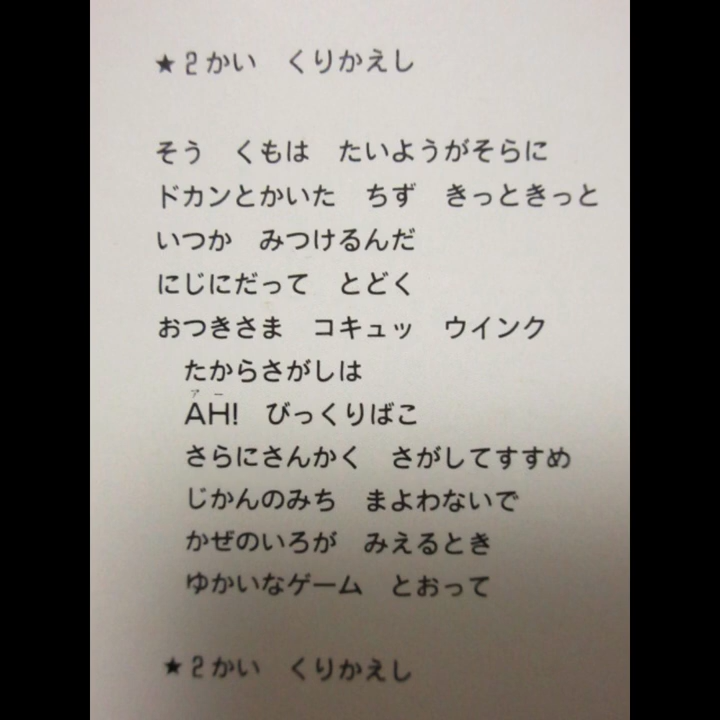 ★2かい　くりかえし
そう　くもは　たいようがそらに
ドカンとかいた　ちず　きっときっと
いつか　みつけるんだ
にじにだって　とどく
おつきさま　コキュッ　ウインク
たからさがしは
アー
AH!　びっくりばこ
さらにさんかく　さがしてすすめ
じかんのみち　まよわないで
かぜのいろが　みえるとき
ゆかいなゲーム　とおって
★2かい　くりかえし